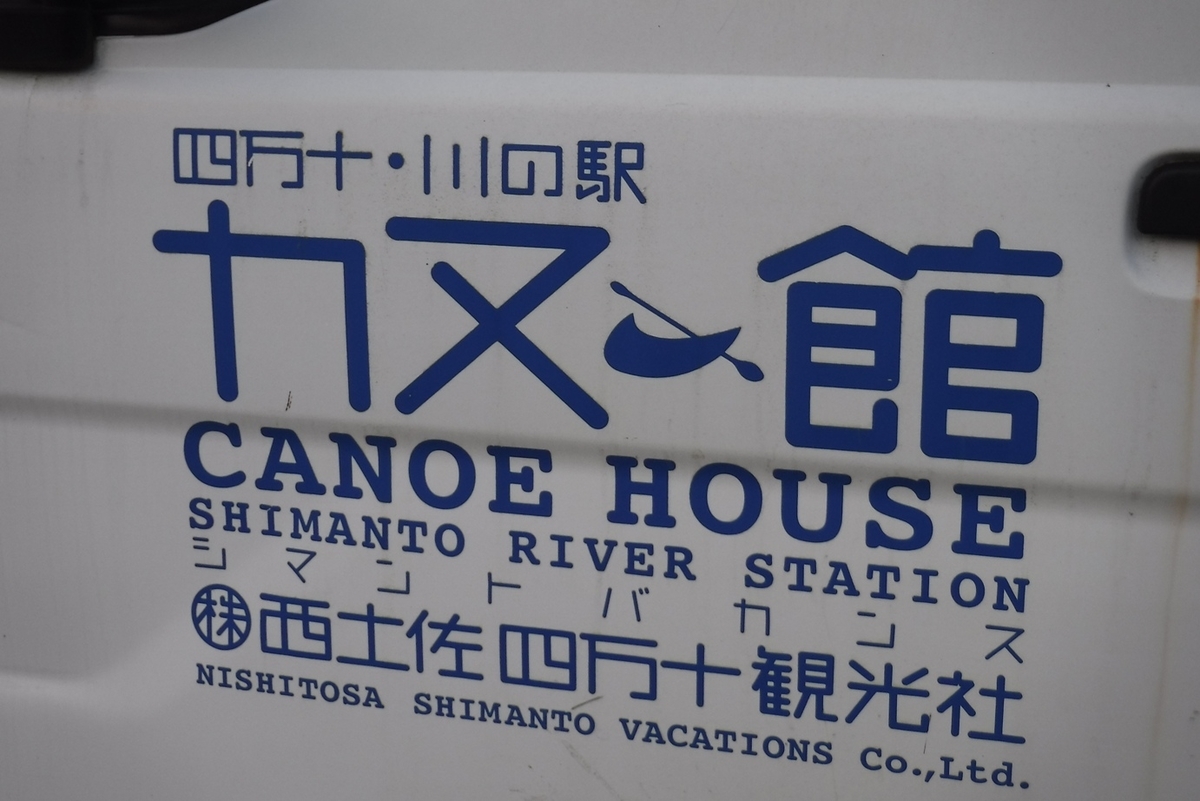 四万十・川の駅
カヌー館
CANOE HOUSE
SHIMANTO RIVER STATION
シマントバカンス
㈱西土佐四万十観光社
NISHITOSA SHIMANTO VACATIONS Co.,Ltd.